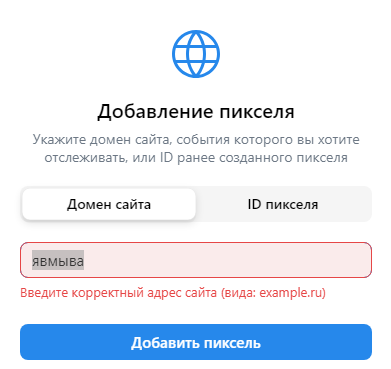 Добавление пикселя
Укажите домен сайта, события которого вы хотите
отслеживать, или ID ранее созданного пикселя
Домен сайта
ID пикселя
явмыва
Введите корректный адрес сайта (вида: example.ru)
Добавить пиксель